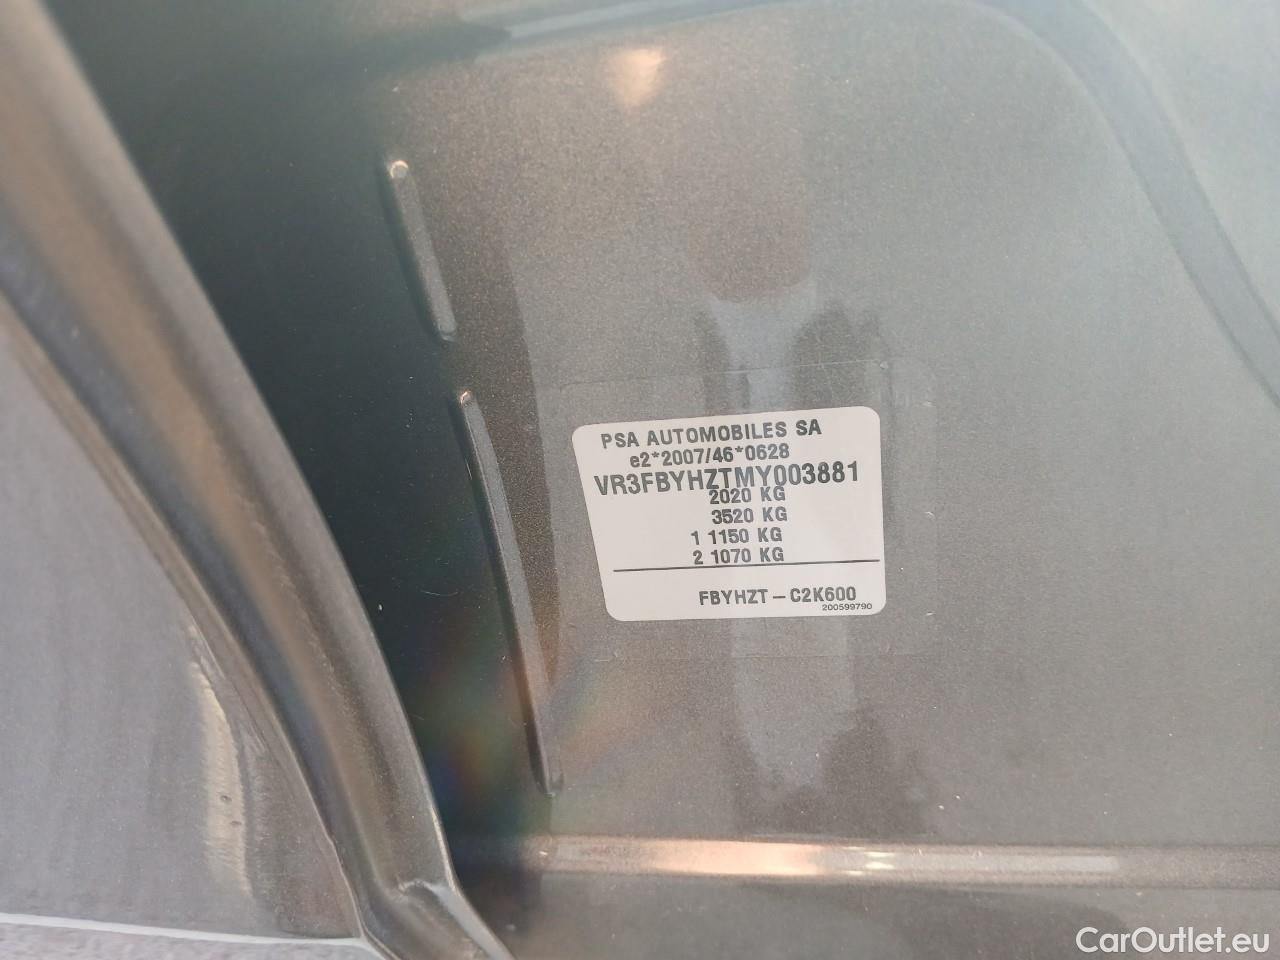 PSA AUTOMOBILES SA
e2*2007/46*0628
VR3FBYHZTMY003881
2020 KG
3520 KG
1 1150 KG
2 1070 KG
FBYHZT – C2K600
200599790
CarOutlet.eu